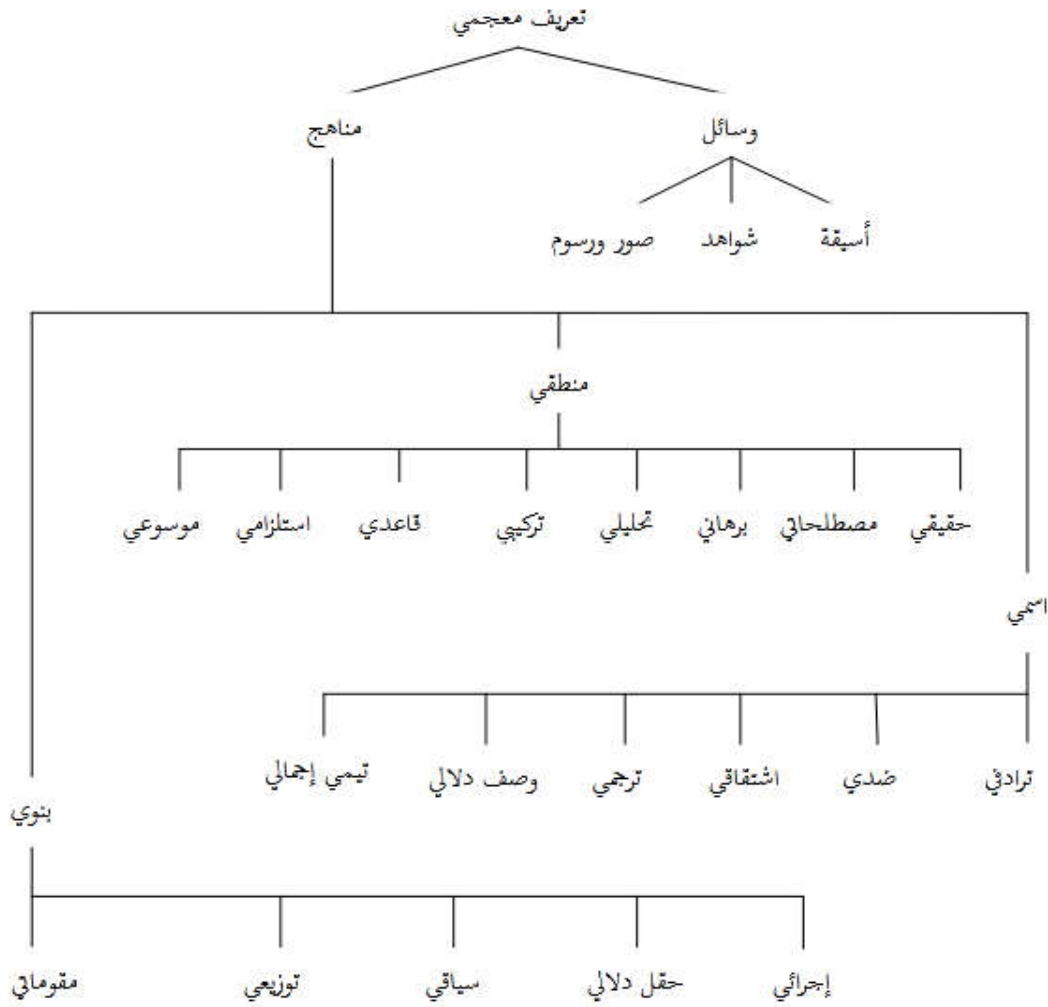 تعريف معجمي
وسائل مناهج
أسيقة شواهد صور ورسوم
منطقي
حقيقي مصطلحاتي برهاني تحليلي تركيبي قاعدي استلزامي موسوعي
اسمي
ترادفي ضدي اشتقاقي ترجمي وصف دلالي تيمي إجمالي
بنوي
إجرائي حقل دلالي سياقي توزيعي مقوماتي